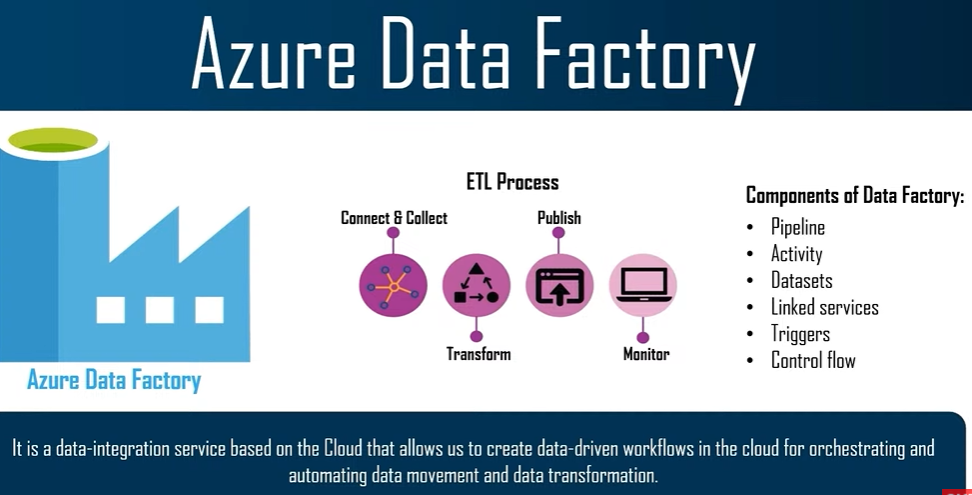 Azure Data Factory
ETL Process
Connect & Collect
Publish
Transform
Monitor
Components of Data Factory:
• Pipeline
• Activity
• Datasets
• Linked services
• Triggers
• Control flow
Azure Data Factory
It is a data-integration service based on the Cloud that allows us to create data-driven workflows in the cloud for orchestrating and
automating data movement and data transformation.